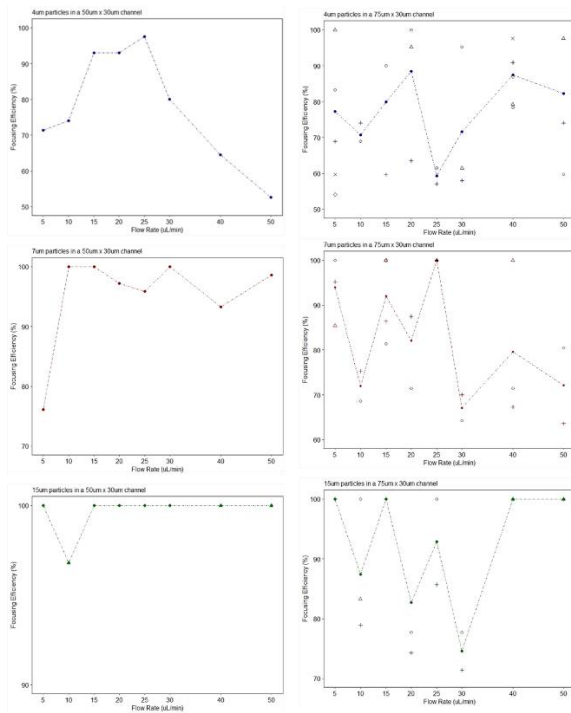 4um particles in a 50um x 30um channel
Focusing Efficiency (%)
100
90
80
70
60
50
5 10 15 20 25 30 40 50
Flow Rate (uL/min)
4um particles in a 75um x 30um channel
Focusing Efficiency (%)
100
90
80
70
60
50
5 10 15 20 25 30 40 50
Flow Rate (uL/min)
7um particles in a 50um x 30um channel
Focusing Efficiency (%)
100
90
80
70
5 10 15 20 25 30 40 50
Flow Rate (uL/min)
7um particles in a 75um x 30um channel
Focusing Efficiency (%)
100
90
80
70
60
5 10 15 20 25 30 40 50
Flow Rate (uL/min)
15um particles in a 50um x 30um channel
Focusing Efficiency (%)
100
90
5 10 15 20 25 30 40 50
Flow Rate (uL/min)
15um particles in a 75um x 30um channel
Focusing Efficiency (%)
100
90
80
70
5 10 15 20 25 30 40 50
Flow Rate (uL/min)